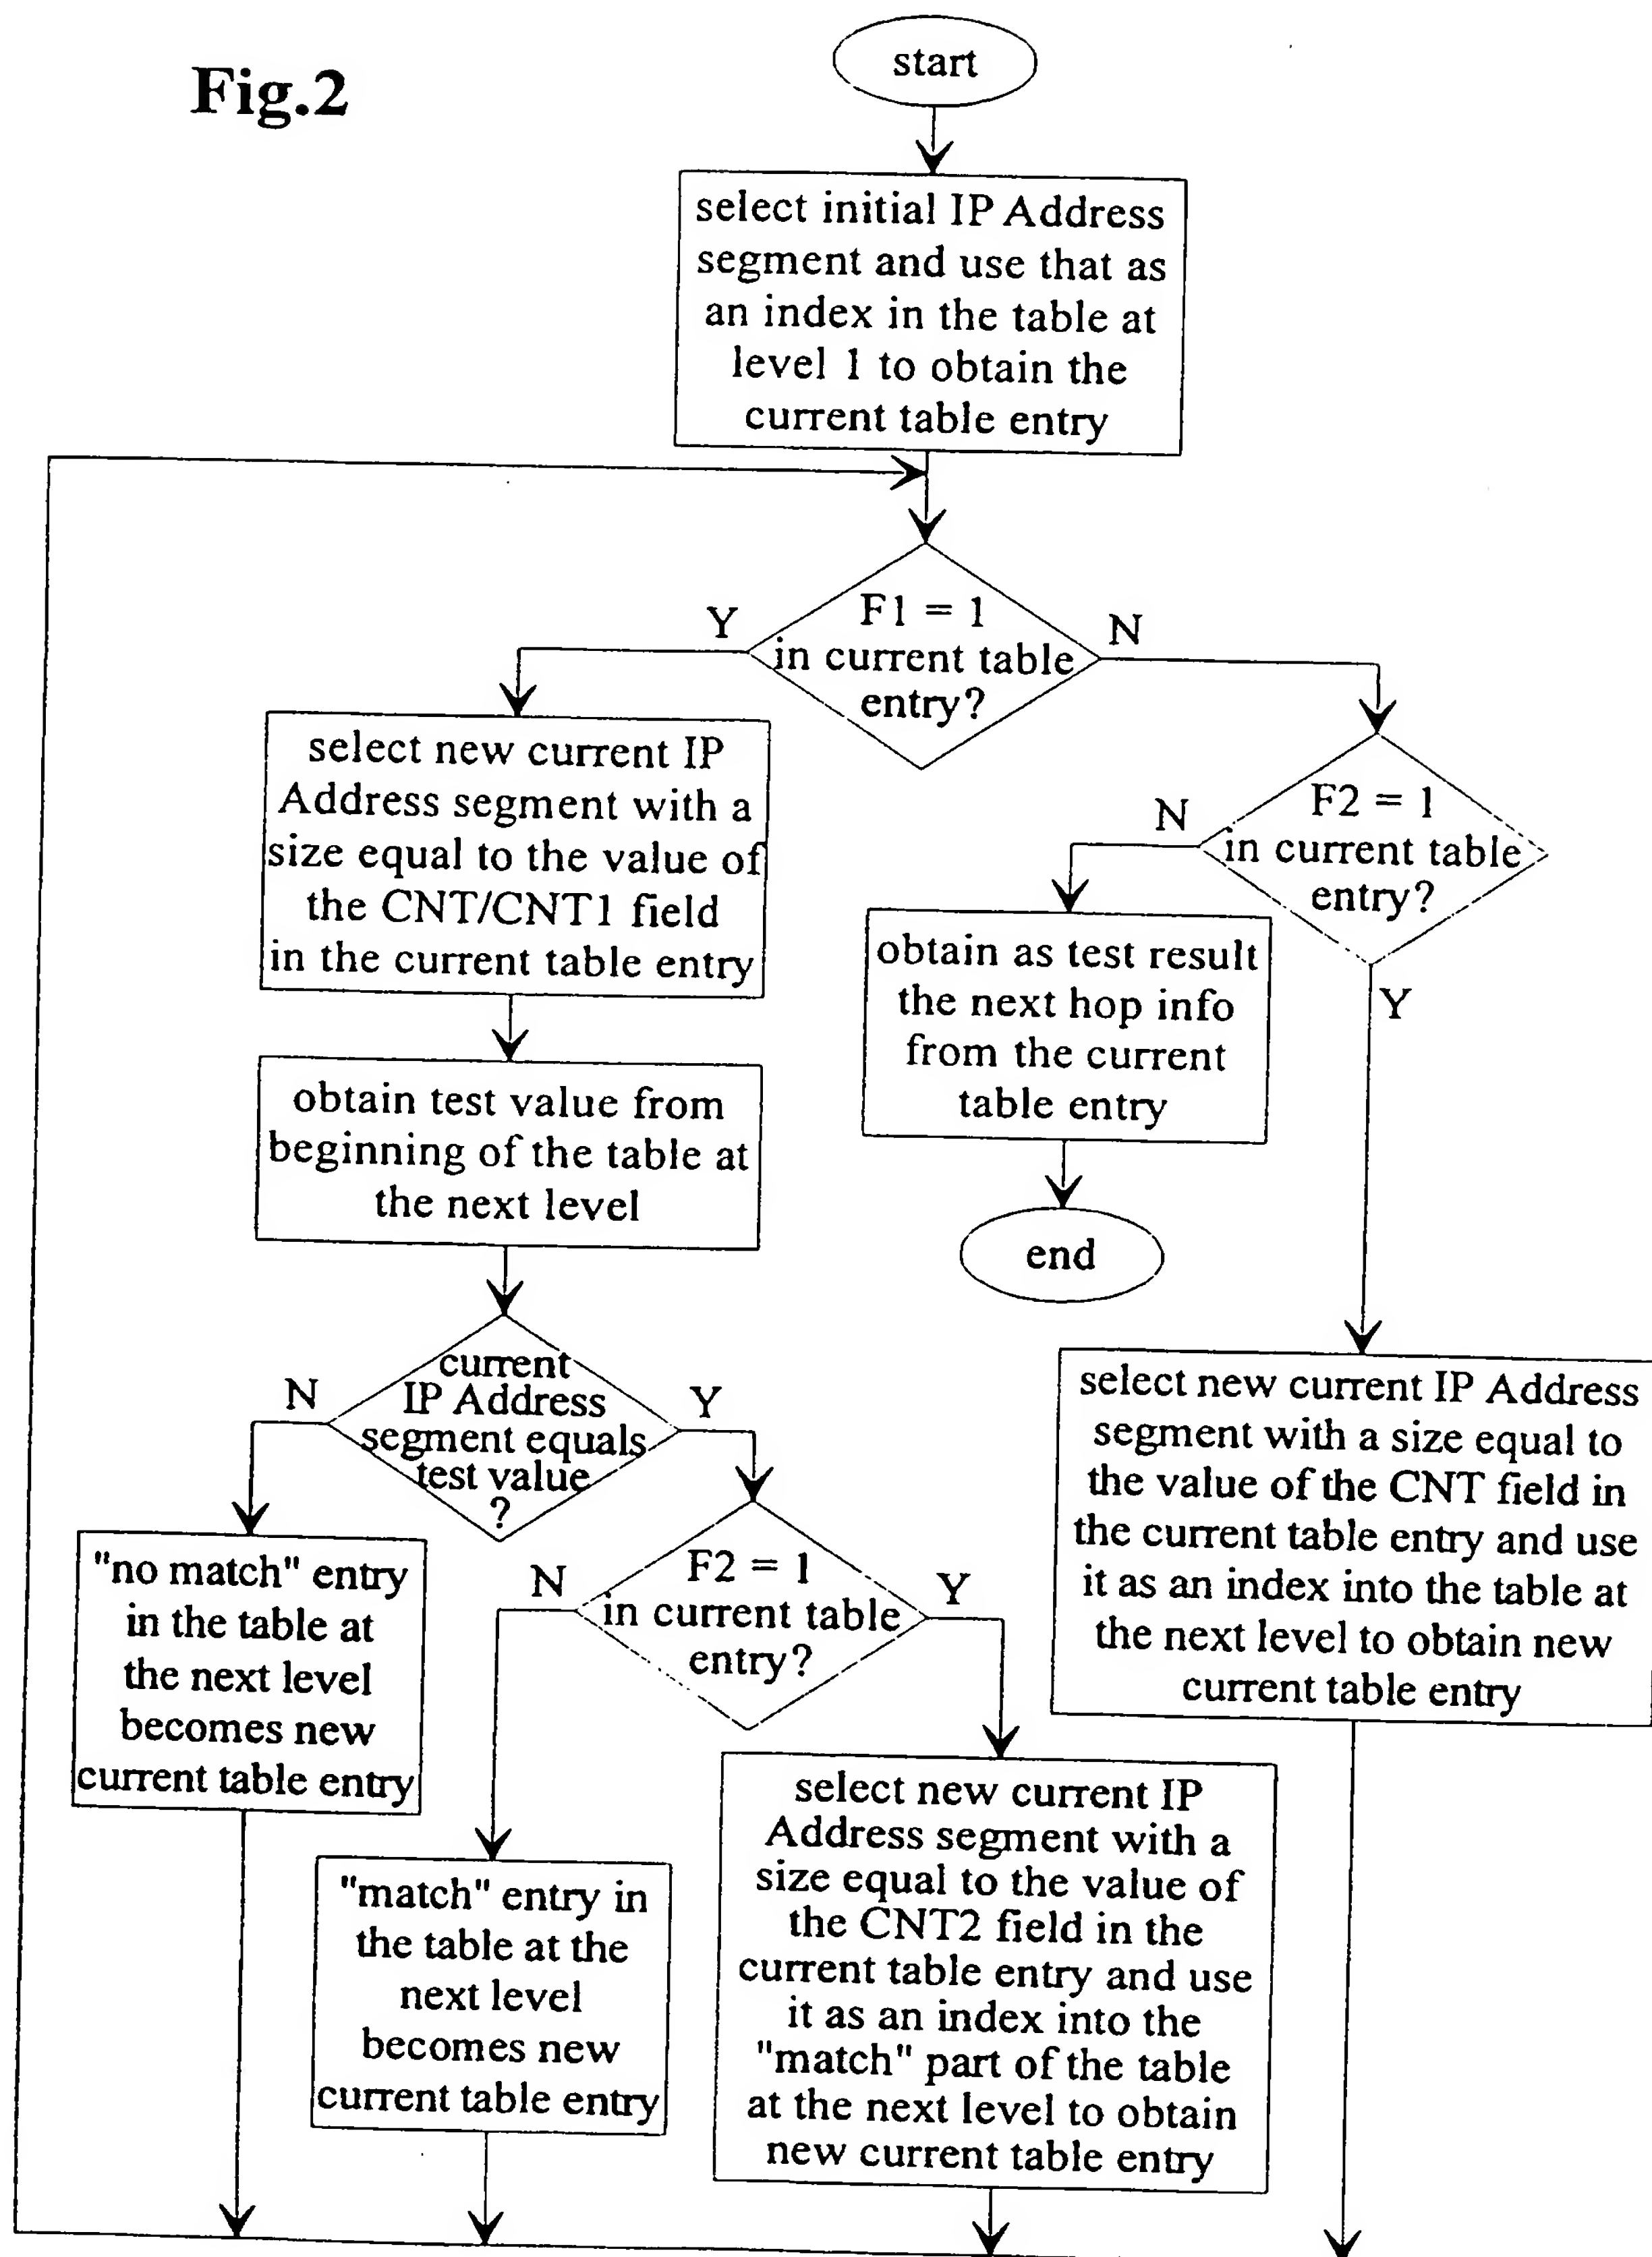 Fig.2
start
select initial IP Address
segment and use that as
an index in the table at
level 1 to obtain the
current table entry
Y
F1 = 1
in current table
entry?
N
select new current IP
Address segment with a
size equal to the value of
the CNT/CNT1 field
in the current table entry
N
F2 = 1
in current table
entry?
Y
obtain as test result
the next hop info
from the current
table entry
end
obtain test value from
beginning of the table at
the next level
N
current
IP Address
segment equals
test value
?
Y
select new current IP Address
segment with a size equal to
the value of the CNT field in
the current table entry and use
it as an index into the table at
the next level to obtain new
current table entry
"no match" entry
in the table at
the next level
becomes new
current table entry
N
F2 = 1
in current table
entry?
Y
"match" entry in
the table at the
next level
becomes new
current table entry
select new current IP
Address segment with a
size equal to the value of
the CNT2 field in the
current table entry and use
it as an index into the
"match" part of the table
at the next level to obtain
new current table entry